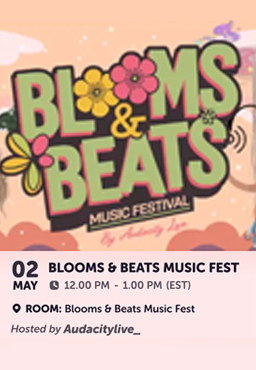 BLOOMS
&
BEATS
MUSIC FESTIVAL
By Audacity Live
02 MAY
BLOOMS & BEATS MUSIC FEST
12.00 PM - 1.00 PM (EST)
ROOM: Blooms & Beats Music Fest
Hosted by Audacitylive_